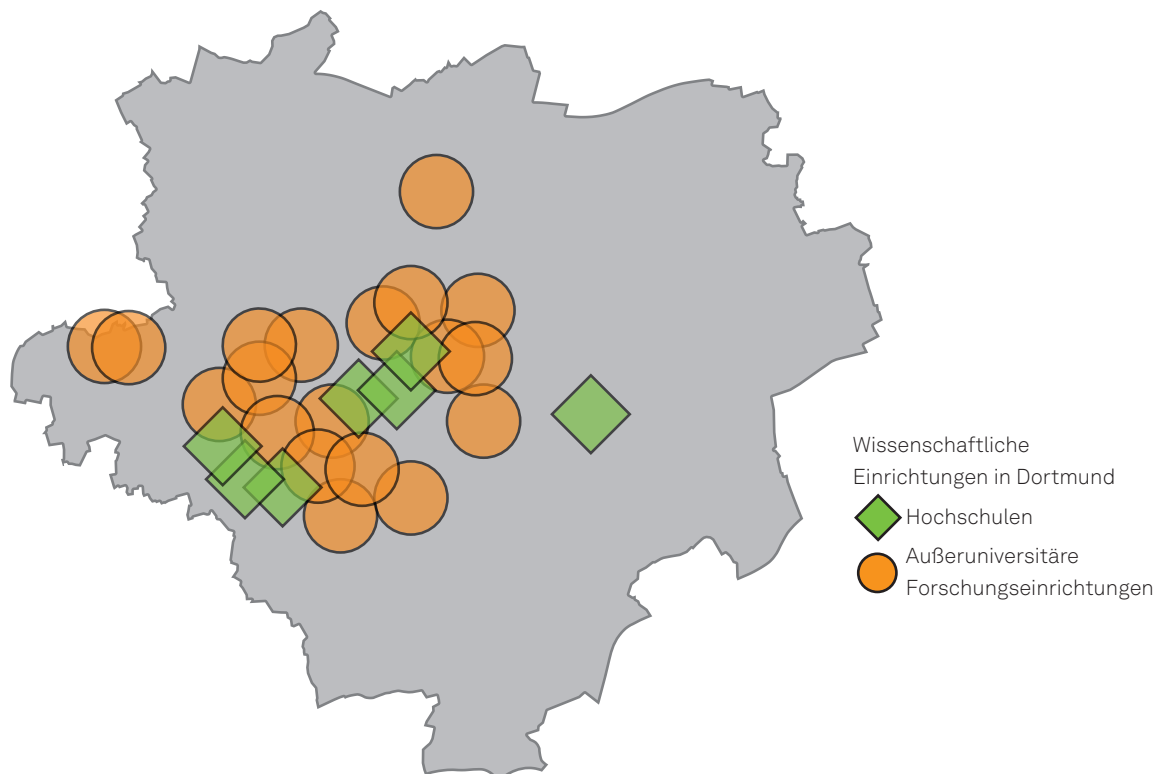 Wissenschaftliche
Einrichtungen in Dortmund
Hochschulen
Außeruniversitäre
Forschungseinrichtungen